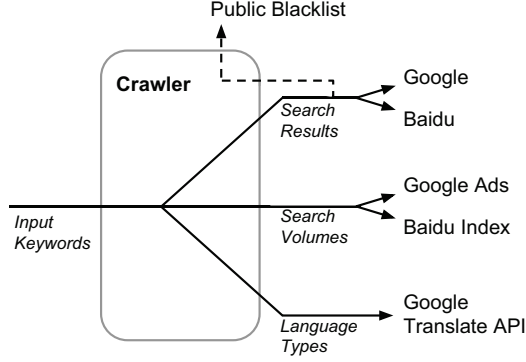 Public Blacklist
Crawler
Google
Search
Results
Baidu
Google Ads
Input
Keywords
Search
Volumes
Baidu Index
Google
Translate API
Language
Types